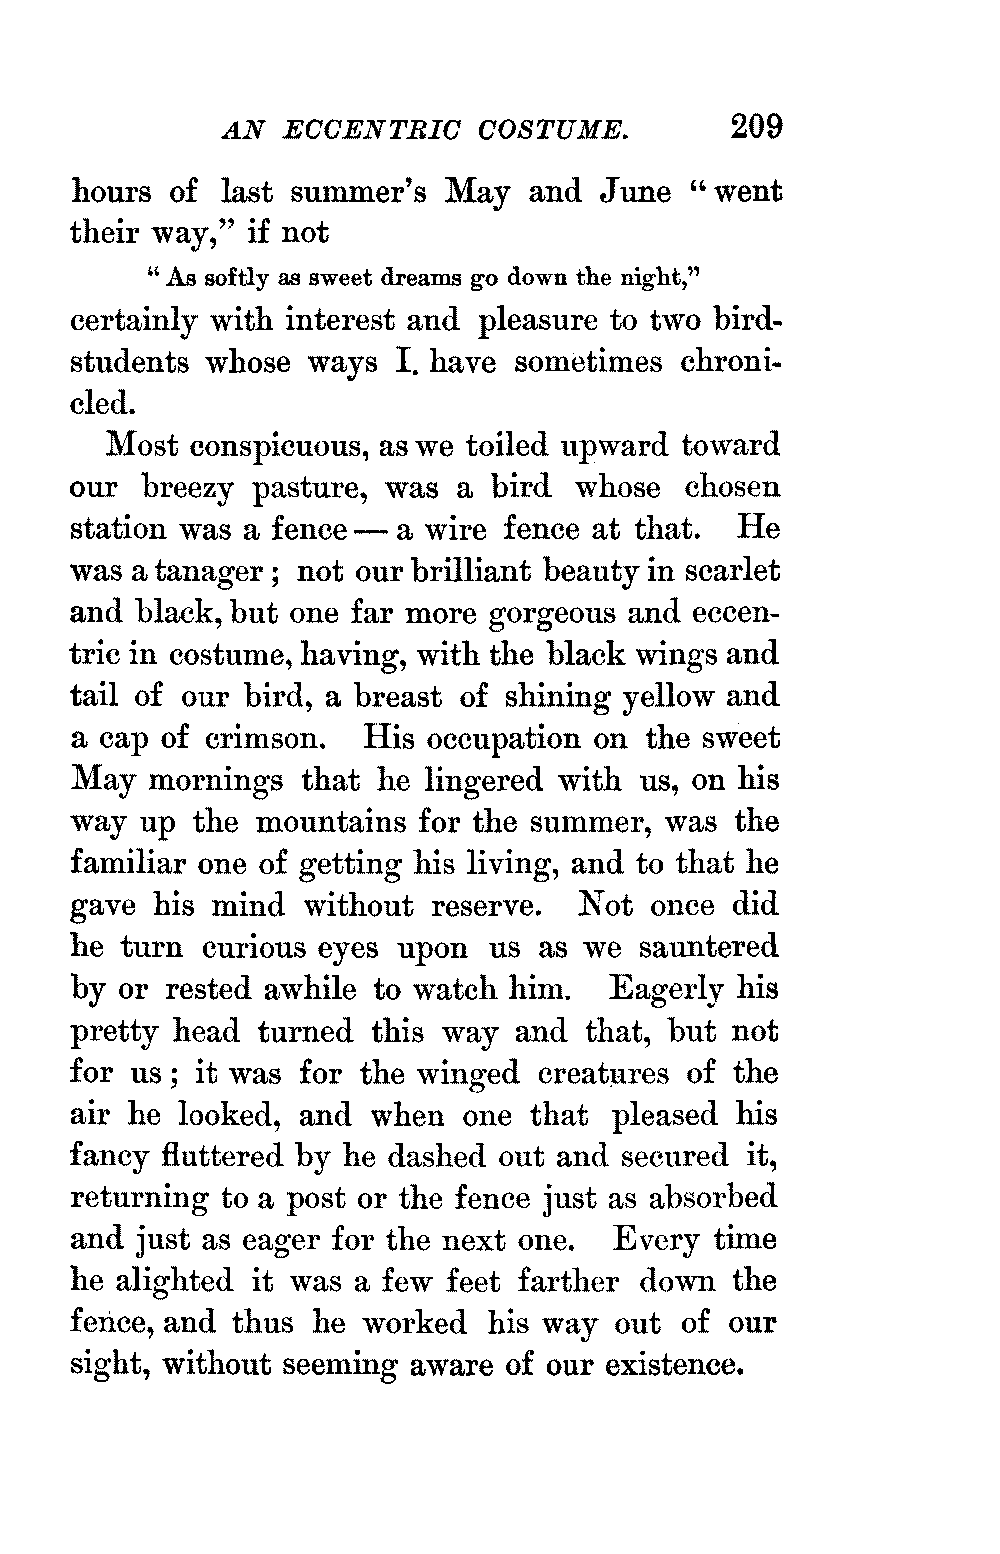 AN ECCENTRIC COSTUME. 209
hours of last summer's May and June " went
their way," if not
" As softly as sweet dreams go down the night,"
certainly with interest and pleasure to two bird-
students whose ways I. have sometimes chroni-
cled.
Most conspicuous, as we toiled upward toward
our breezy pasture, was a bird whose chosen
station was a fence — a wire fence at that. He
was a tanager ; not our brilliant beauty in scarlet
and black, but one far more gorgeous and eccen-
tric in costume, having, with the black wings and
tail of our bird, a breast of shining yellow and
a cap of crimson. His occupation on the sweet
May mornings that he lingered with us, on his
way up the mountains for the summer, was the
familiar one of getting his living, and to that he
gave his mind without reserve. Not once did
he turn curious eyes upon us as we sauntered
by or rested awhile to watch him. Eagerly his
pretty head turned this way and that, but not
for us ; it was for the winged creatures of the
air he looked, and when one that pleased his
fancy fluttered by he dashed out and secured it,
returning to a post or the fence just as absorbed
and just as eager for the next one. Every time
he alighted it was a few feet farther down the
fence, and thus he worked his way out of our
sight, without seeming aware of our existence.